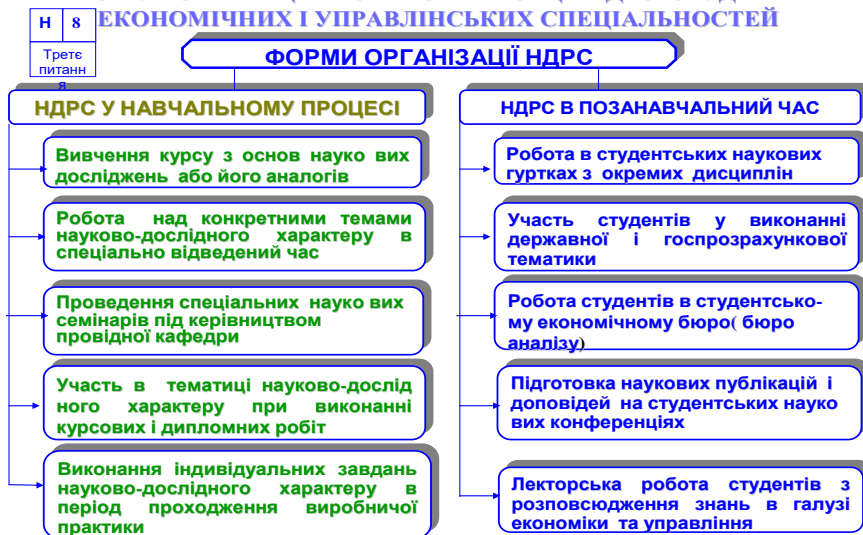 ЕКОНОМІЧНИХ І УПРАВЛІНСЬКИХ СПЕЦІАЛЬНОСТЕЙ
Н 8
Третє
питанн
я
ФОРМИ ОРГАНІЗАЦІЇ НДРС
НДРС У НАВЧАЛЬНОМУ ПРОЦЕСІ
Вивчення курсу з основ науко вих
досліджень або його аналогів
Робота над конкретними темами
науково-дослідного характеру в
спеціально відведений час
Проведення спеціальних науко вих
семінарів під керівництвом
провідної кафедри
Участь в тематиці науково-дослід
ного характеру при виконанні
курсових і дипломних робіт
Виконання індивідуальних завдань
науково-дослідного характеру в
період проходження виробничої
практики
НДРС В ПОЗАНАВЧАЛЬНИЙ ЧАС
Робота в студентських наукових
гуртках з окремих дисциплін
Участь студентів у виконанні
державної і госпрозрахункової
тематики
Робота студентів в студентсько-
му економічному бюро( бюро
аналізу)
Підготовка наукових публікацій і
доповідей на студентських науко
вих конференціях
Лекторська робота студентів з
розповсюдження знань в галузі
економіки та управління